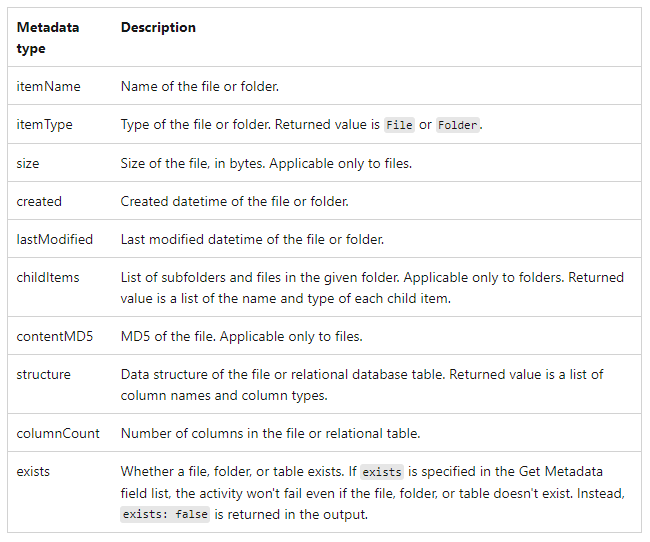 Metadata type
Description
itemName
Name of the file or folder.
itemType
Type of the file or folder. Returned value is File or Folder.
size
Size of the file, in bytes. Applicable only to files.
created
Created datetime of the file or folder.
lastModified
Last modified datetime of the file or folder.
childItems
List of subfolders and files in the given folder. Applicable only to folders. Returned
value is a list of the name and type of each child item.
contentMD5
MD5 of the file. Applicable only to files.
structure
Data structure of the file or relational database table. Returned value is a list of
column names and column types.
columnCount
Number of columns in the file or relational table.
exists
Whether a file, folder, or table exists. If exists is specified in the Get Metadata
field list, the activity won't fail even if the file, folder, or table doesn't exist. Instead,
exists: false is returned in the output.